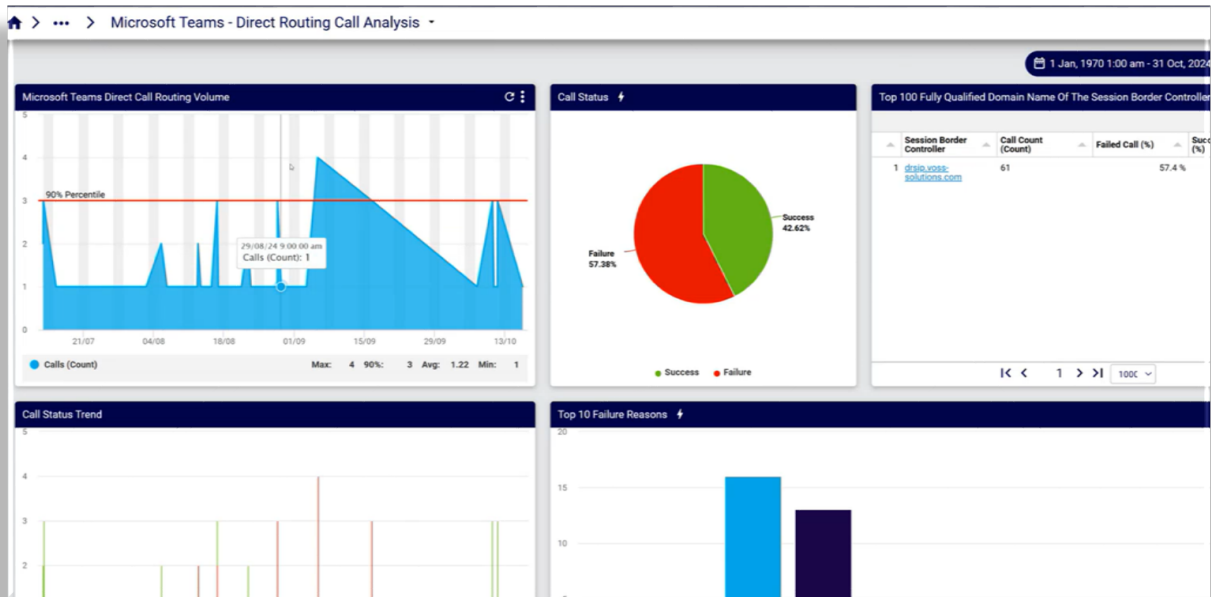 Microsoft Teams - Direct Routing Call Analysis
1 Jan, 1970 1:00 am - 31 Oct, 2024
Microsoft Teams Direct Call Routing Volume
5
4
3
2
1
0
90% Percentile
29/08/24 9:00:00 am
Calls (Count): 1
21/07 04/08 18/08 01/09 15/09 29/09 13/10
Calls (Count) Max: 4 90%: 3 Avg: 1.22 Min: 1
Call Status
Success
42.62%
Failure
57.38%
Success Failure
Top 100 Fully Qualified Domain Name Of The Session Border Controller
Session Border
Controller
Call Count
(Count)
Failed Call (%)
Succ
(%)
1 drsip.voss-
solutions.com
61 57.4 %
1 100C
Call Status Trend
5
4
3
2
Top 10 Failure Reasons
20
15
10